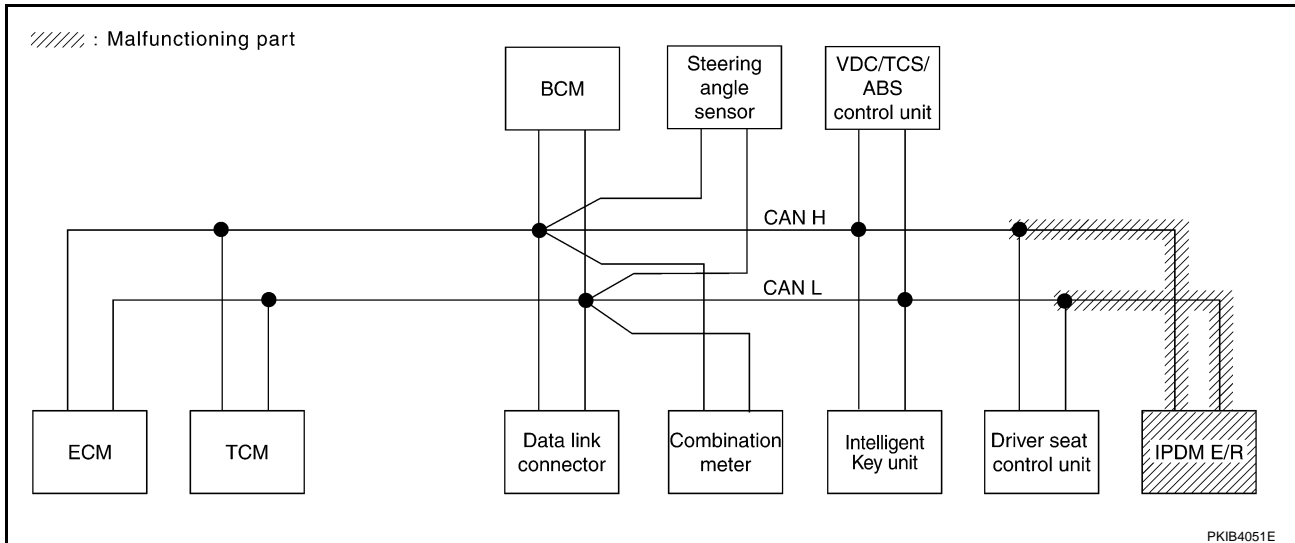 : Malfunctioning part
BCM
Steering
angle
sensor
VDC/TCS/
ABS
control unit
CAN H
CAN L
ECM
TCM
Data link
connector
Combination
meter
Intelligent
Key unit
Driver seat
control unit
IPDM E/R
PKIB4051E